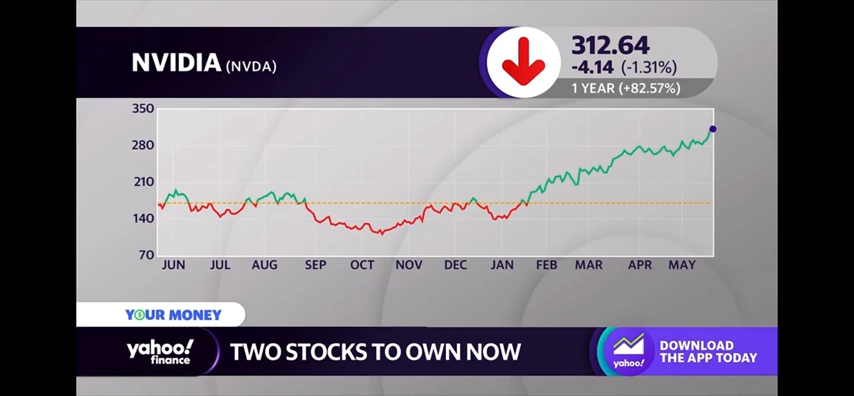 NVIDIA (NVDA)
312.64
-4.14 (-1.31%)
1 YEAR (+82.57%)
350
280
210
140
70
JUN JUL AUG SEP OCT NOV DEC JAN FEB MAR APR MAY
YOUR MONEY
yahoo!
finance
TWO STOCKS TO OWN NOW
yahoo!
DOWNLOAD
THE APP TODAY